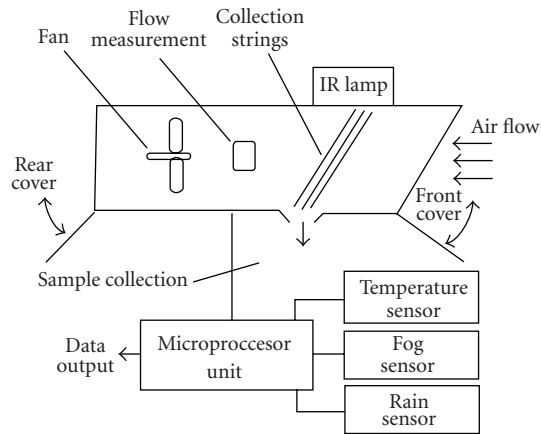 Fan
Flow
measurement
Collection
strings
IR lamp
Air flow
Rear
cover
Front
cover
Sample collection
Temperature
sensor
Data
output
Microproccesor
unit
Fog
sensor
Rain
sensor